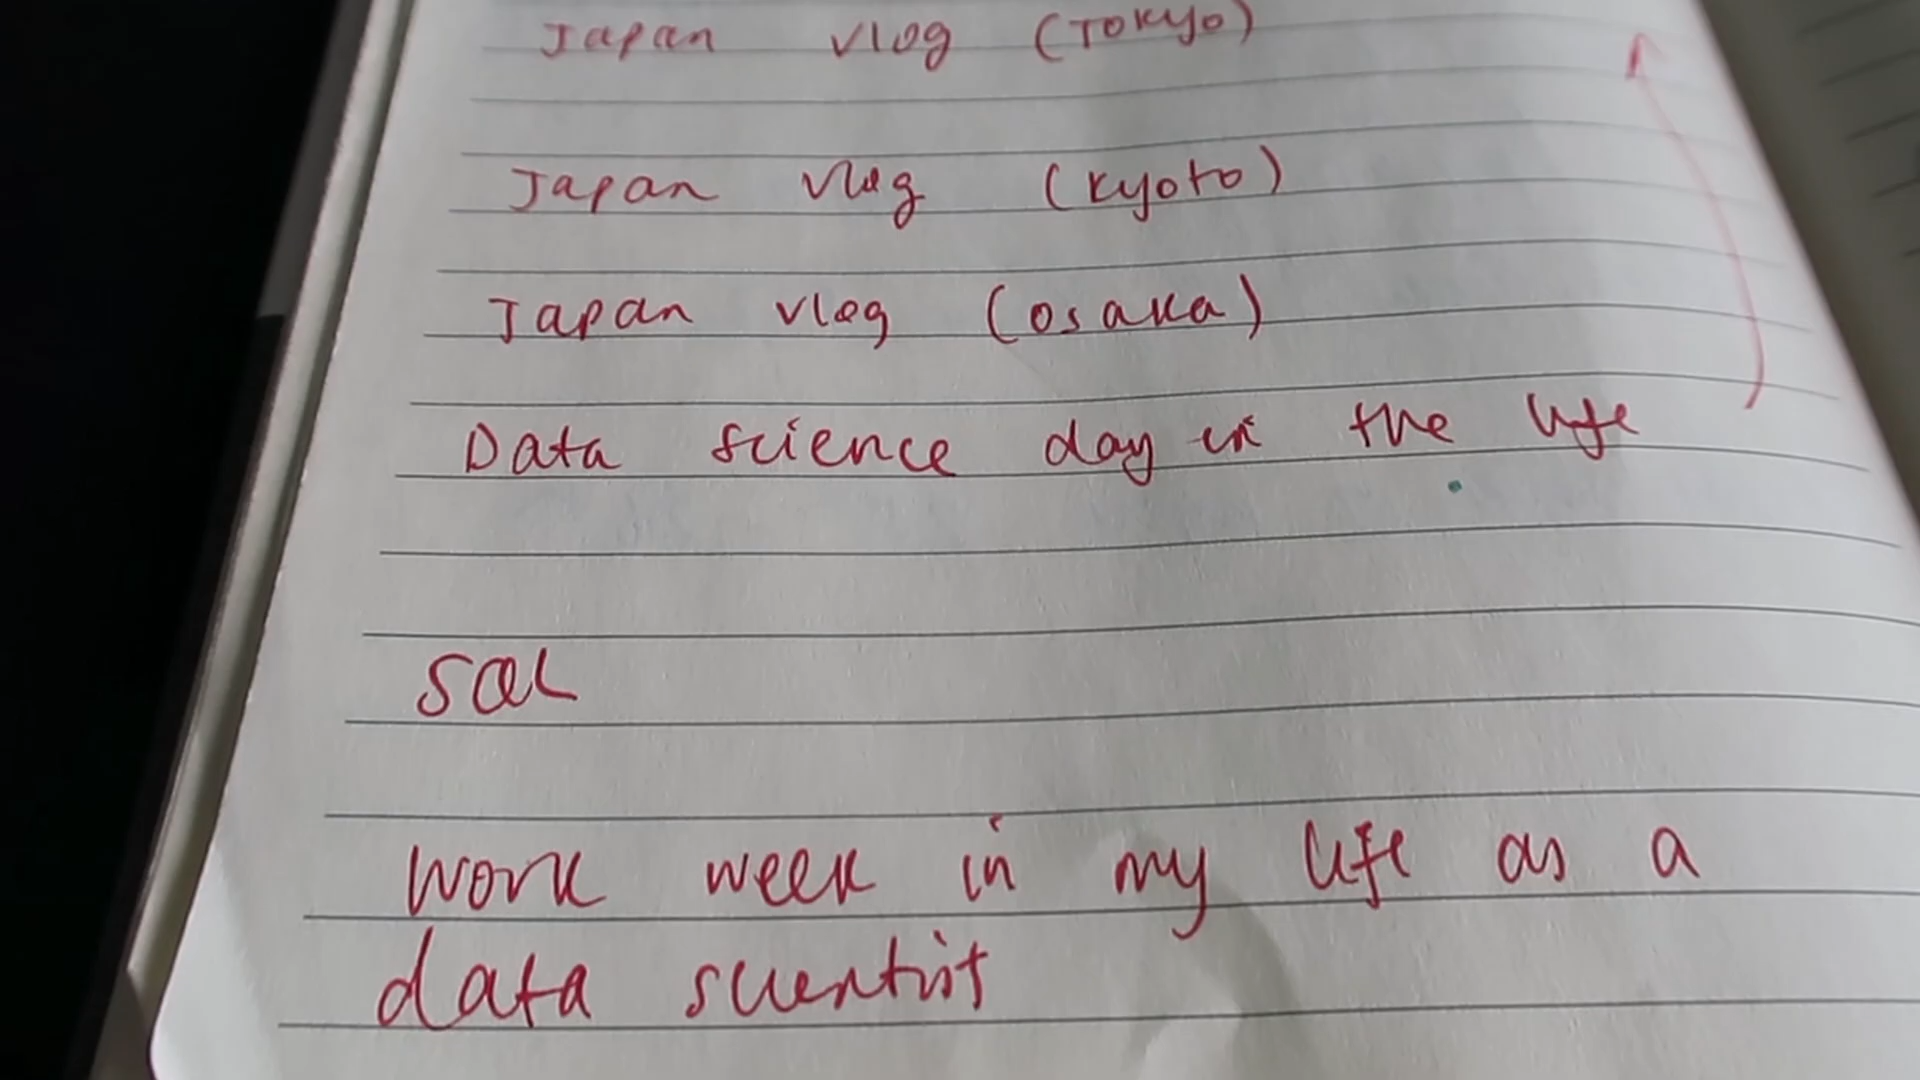 Japan vlog (Tokyo)
Japan vlog (Kyoto)
Japan vlog (Osaka)
Data science day in the life
SQL
Work week in my life as a
data scientist